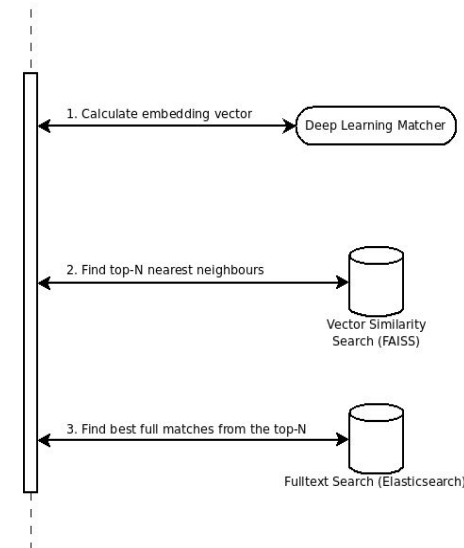 1. Calculate embedding vector
Deep Learning Matcher
2. Find top-N nearest neighbours
Vector Similarity
Search (FAISS)
3. Find best full matches from the top-N
Fulltext Search (Elasticsearch)